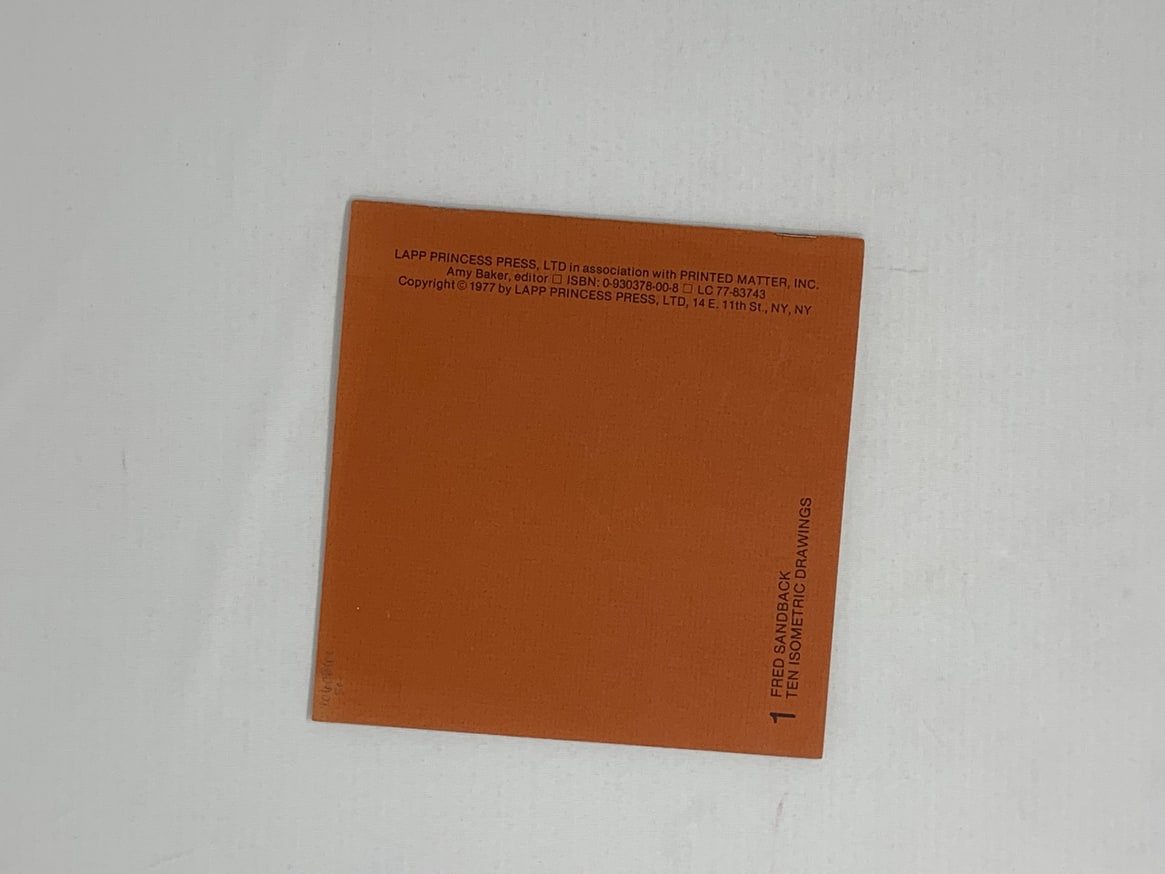 LAPP PRINCESS PRESS, LTD in association with PRINTED MATTER, INC.
Amy Baker, editor □ ISBN: 0-930378-00-8 □ LC 77-83743
Copyright © 1977 by LAPP PRINCESS PRESS, LTD, 14 E. 11th St., NY, NY
1 FRED SANDBACK
TEN ISOMETRIC DRAWINGS